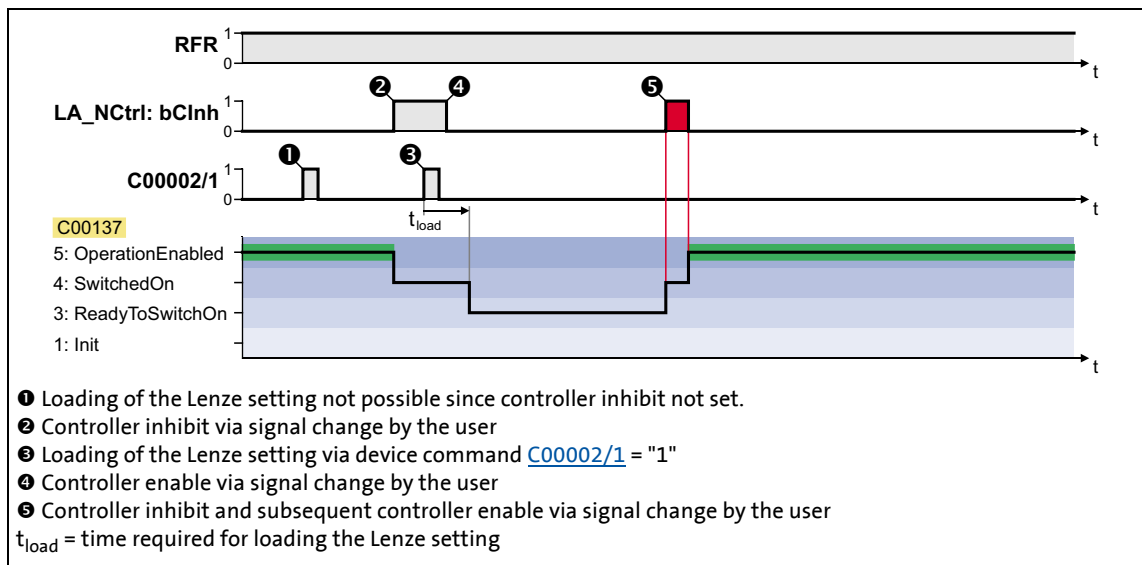 RFR
1
0
t
❷
❹
❺
LA_NCtrl: bCInh
1
0
t
❶
❸
C00002/1
1
0
t
t_load
C00137
5: OperationEnabled
4: SwitchedOn
3: ReadyToSwitchOn
1: Init
t
❶ Loading of the Lenze setting not possible since controller inhibit not set.
❷ Controller inhibit via signal change by the user
❸ Loading of the Lenze setting via device command C00002/1 = "1"
❹ Controller enable via signal change by the user
❺ Controller inhibit and subsequent controller enable via signal change by the user
t_load = time required for loading the Lenze setting